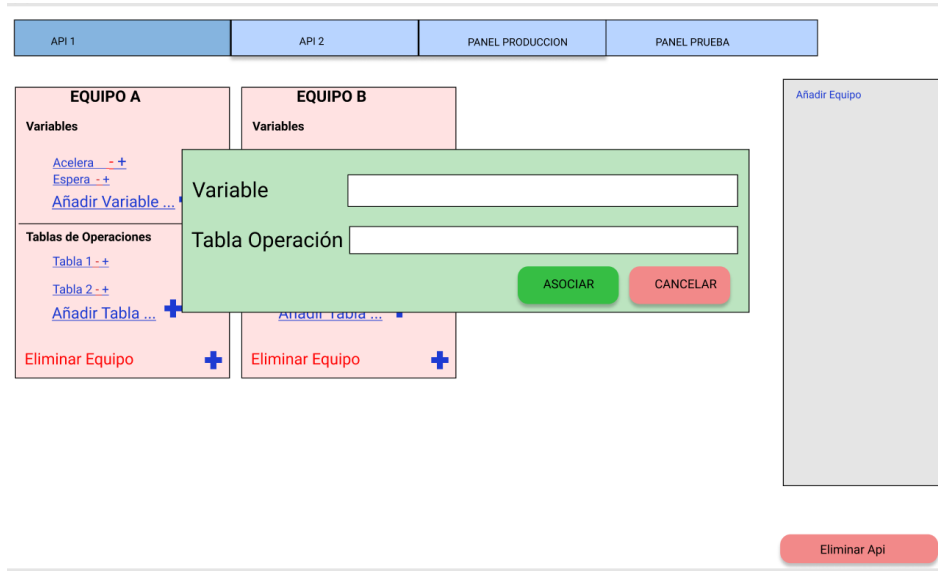 API 1
API 2
PANEL PRODUCCION
PANEL PRUEBA
EQUIPO A
Variables
Acelera - +
Espera - +
Añadir Variable ...
Tablas de Operaciones
Tabla 1 - +
Tabla 2 - +
Añadir Tabla ...
Eliminar Equipo
EQUIPO B
Variables
Añadir Tabla ...
Eliminar Equipo
Variable
Tabla Operación
ASOCIAR
CANCELAR
Añadir Equipo
Eliminar Api